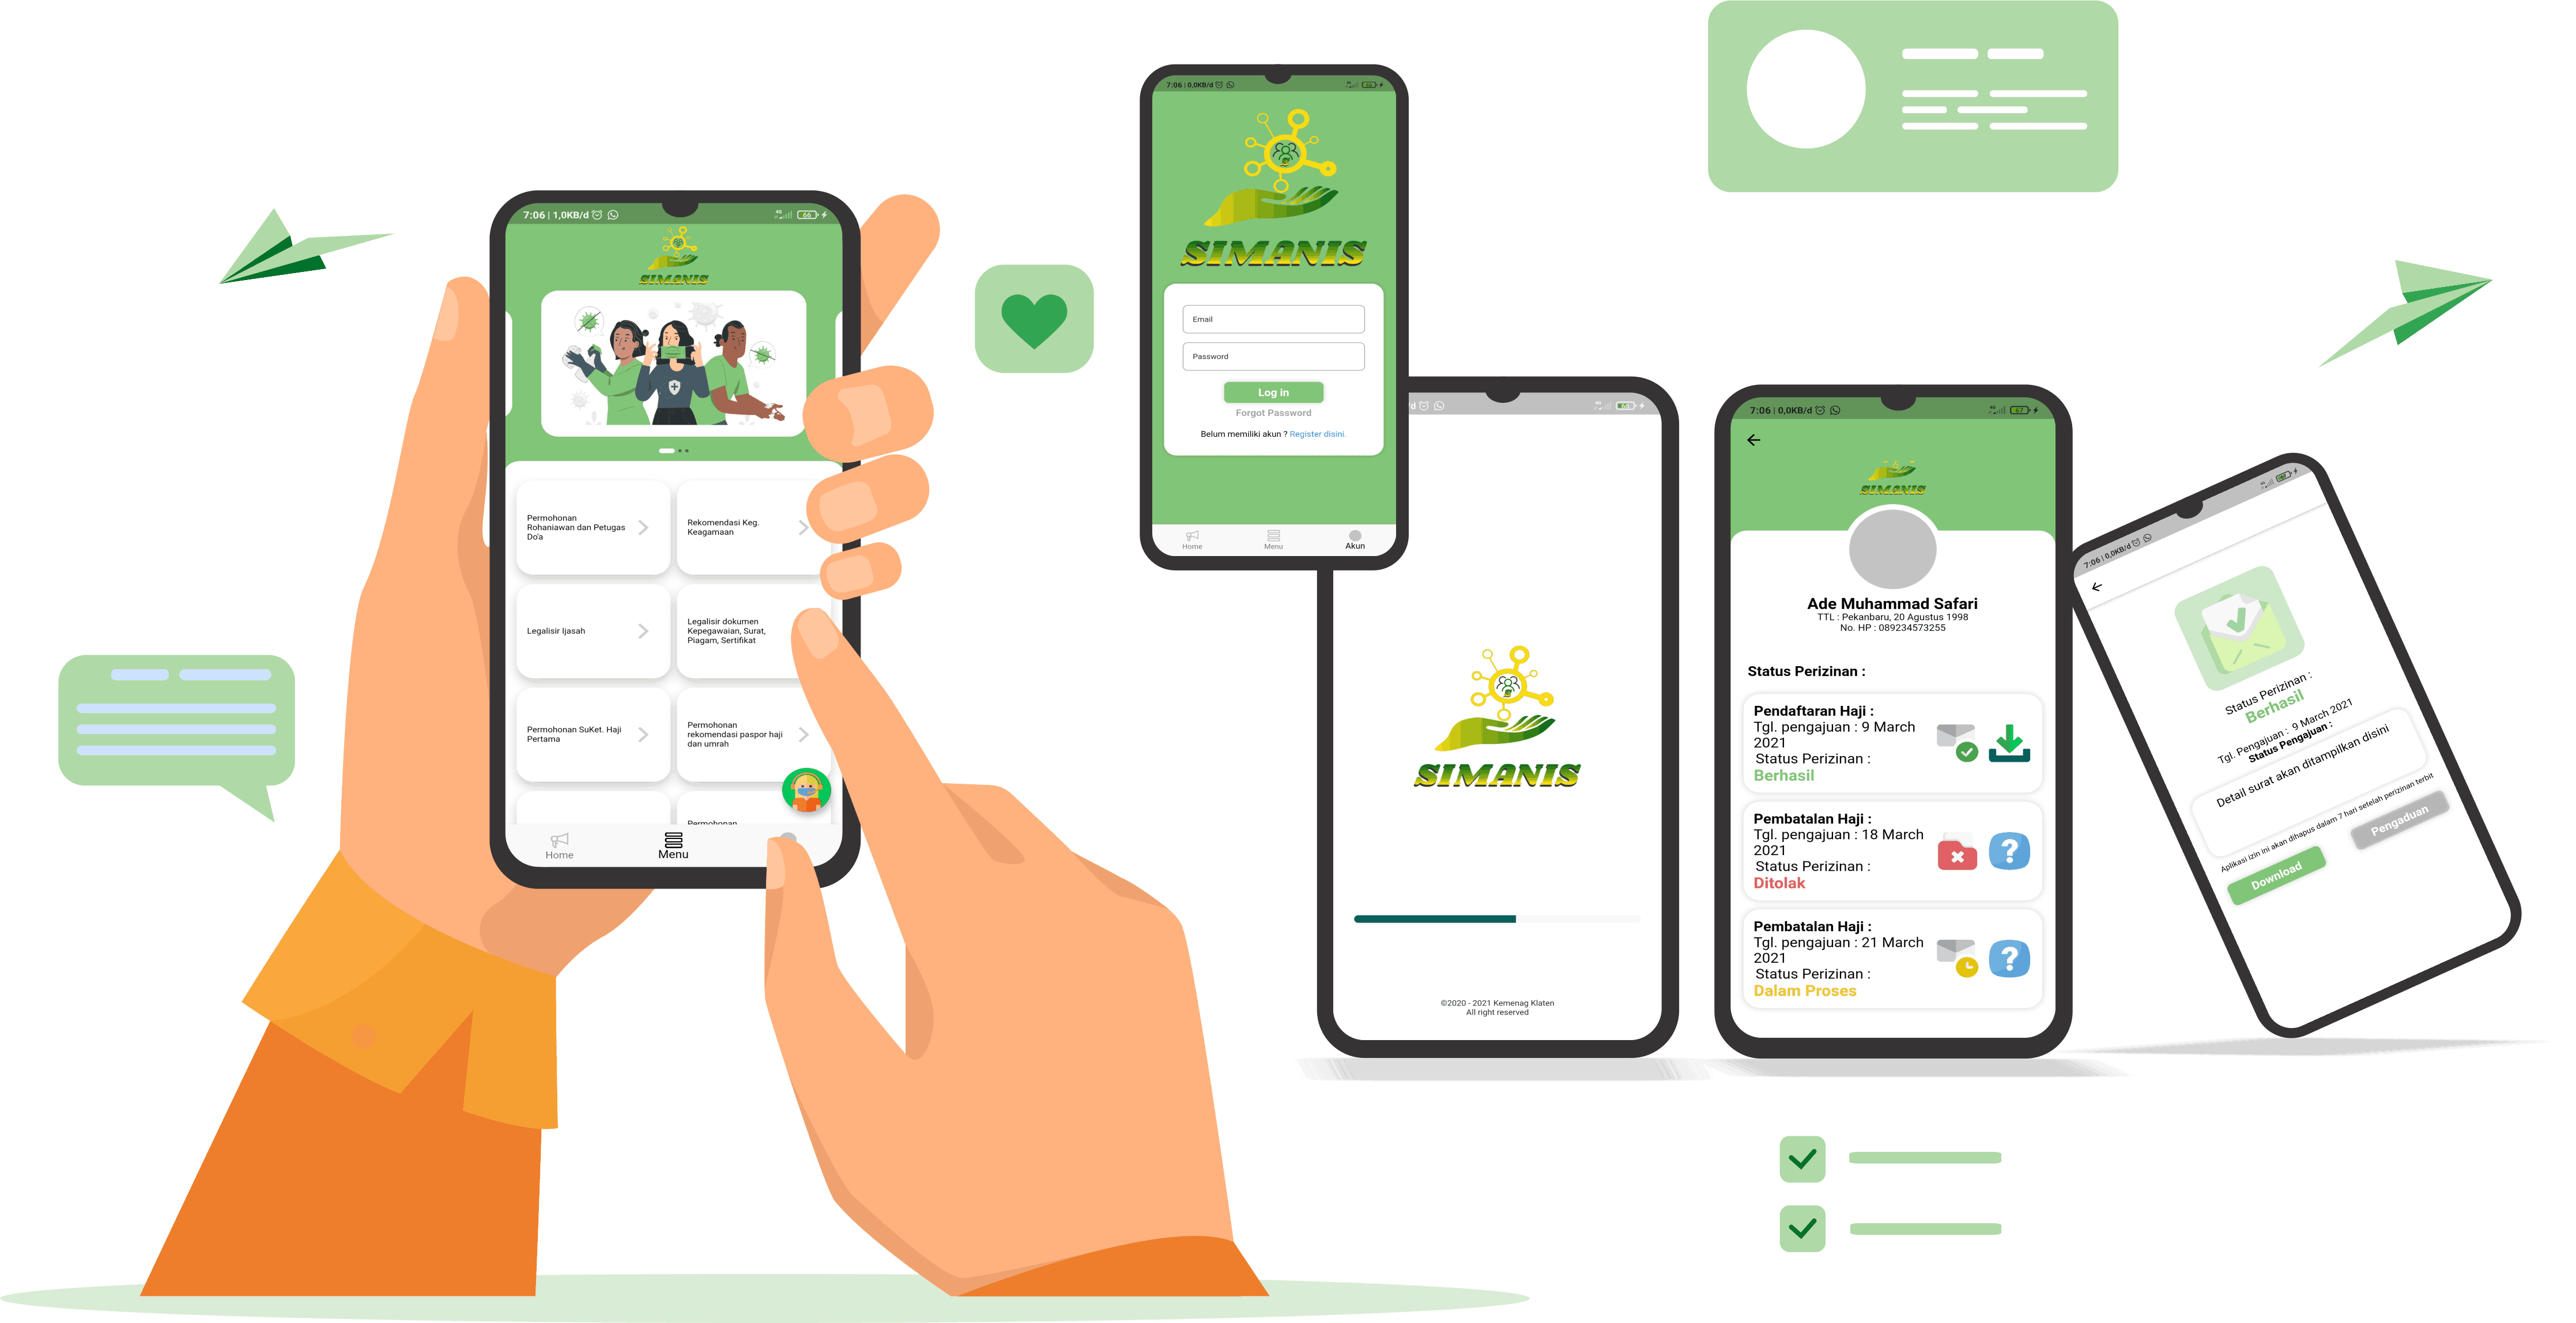 7:06 | 1,0KB/d
4G
66
SIMANIS
Permohonan
Rohaniawan dan Petugas
Do'a
Rekomendasi Keg.
Keagamaan
Legalisir Ijasah
Legalisir dokumen
Kepegawaian, Surat,
Piagam, Sertifikat
Permohonan SuKet. Haji
Pertama
Permohonan
rekomendasi paspor haji
dan umrah
Permohonan
Home
Menu
7:06 | 0,0KB/d
SIMANIS
Email
Password
Log in
Forgot Password
Belum memiliki akun ? Register disini.
Home
Menu
Akun
/d
4G
SIMANIS
©2020 - 2021 Kemenag Klaten
All right reserved
7:06 | 0,0KB/d
4G
67
SIMANIS
Ade Muhammad Safari
TTL : Pekanbaru, 20 Agustus 1998
No. HP : 089234573255
Status Perizinan :
Pendaftaran Haji :
Tgl. pengajuan : 9 March
2021
Status Perizinan :
Berhasil
Pembatalan Haji :
Tgl. pengajuan : 18 March
2021
Status Perizinan :
Ditolak
Pembatalan Haji :
Tgl. pengajuan : 21 March
2021
Status Perizinan :
Dalam Proses
7:06 | 0,0KB/d
4G
Status Perizinan :
Berhasil
Tgl. Pengajuan : 9 March 2021
Status Pengajuan :
Detail surat akan ditampilkan disini
Aplikasi izin ini akan dihapus dalam 7 hari setelah perizinan terbit
Download
Pengaduan